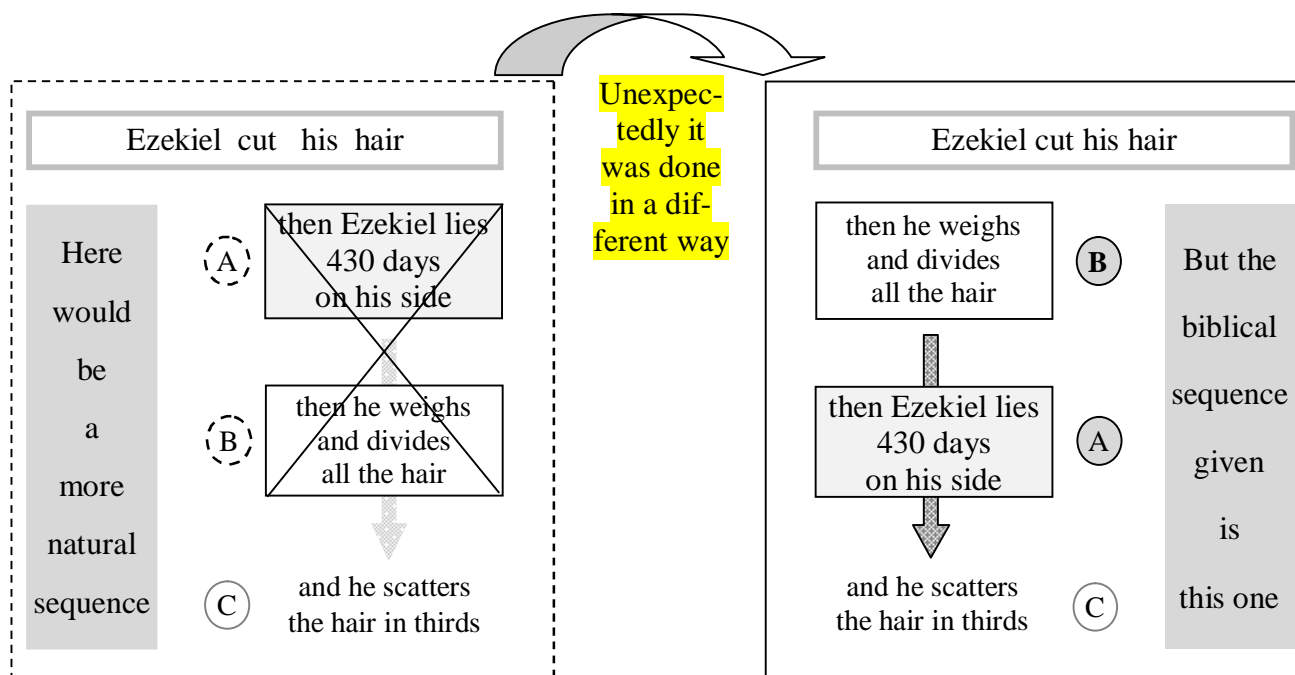 Ezekiel cut his hair
Here
would
be
a
more
natural
sequence
A
then Ezekiel lies
430 days
on his side
B
then he weighs
and divides
all the hair
C
and he scatters
the hair in thirds
Unexpec-
tedly it
was done
in a dif-
ferent way
Ezekiel cut his hair
then he weighs
and divides
all the hair
B
then Ezekiel lies
430 days
on his side
A
and he scatters
the hair in thirds
C
But the
biblical
sequence
given
is
this one